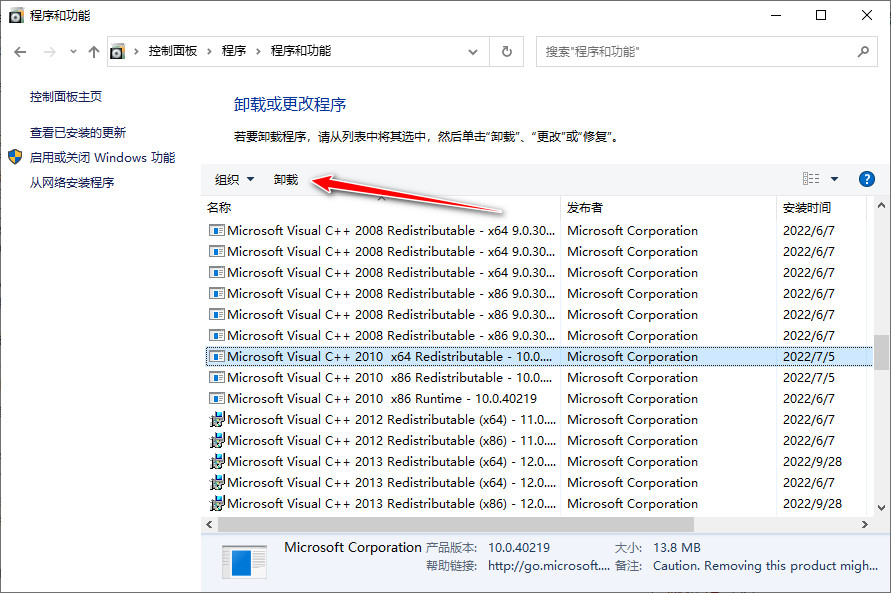 程序和功能
控制面板 程序 程序和功能 搜索"程序和功能"
控制面板主页
查看已安装的更新
启用或关闭 Windows 功能
从网络安装程序
卸载或更改程序
若要卸载程序，请从列表中将其选中，然后单击"卸载"、"更改"或"修复"。
组织 卸载
名称 发布者 安装时间
Microsoft Visual C++ 2008 Redistributable - x64 9.0.30... Microsoft Corporation 2022/6/7
Microsoft Visual C++ 2008 Redistributable - x64 9.0.30... Microsoft Corporation 2022/6/7
Microsoft Visual C++ 2008 Redistributable - x64 9.0.30... Microsoft Corporation 2022/6/7
Microsoft Visual C++ 2008 Redistributable - x86 9.0.30... Microsoft Corporation 2022/6/7
Microsoft Visual C++ 2008 Redistributable - x86 9.0.30... Microsoft Corporation 2022/6/7
Microsoft Visual C++ 2008 Redistributable - x86 9.0.30... Microsoft Corporation 2022/6/7
Microsoft Visual C++ 2010  x64 Redistributable - 10.0.... Microsoft Corporation 2022/7/5
Microsoft Visual C++ 2010  x86 Redistributable - 10.0.... Microsoft Corporation 2022/7/5
Microsoft Visual C++ 2010  x86 Runtime - 10.0.40219 Microsoft Corporation 2022/6/7
Microsoft Visual C++ 2012 Redistributable (x64) - 11.0.... Microsoft Corporation 2022/6/7
Microsoft Visual C++ 2012 Redistributable (x86) - 11.0.... Microsoft Corporation 2022/6/7
Microsoft Visual C++ 2013 Redistributable (x64) - 12.0.... Microsoft Corporation 2022/9/28
Microsoft Visual C++ 2013 Redistributable (x64) - 12.0.... Microsoft Corporation 2022/6/7
Microsoft Visual C++ 2013 Redistributable (x86) - 12.0.... Microsoft Corporation 2022/9/28
Microsoft Corporation 产品版本: 10.0.40219 大小: 13.8 MB
帮助链接: http://go.microsoft.... 备注: Caution. Removing this product migh...